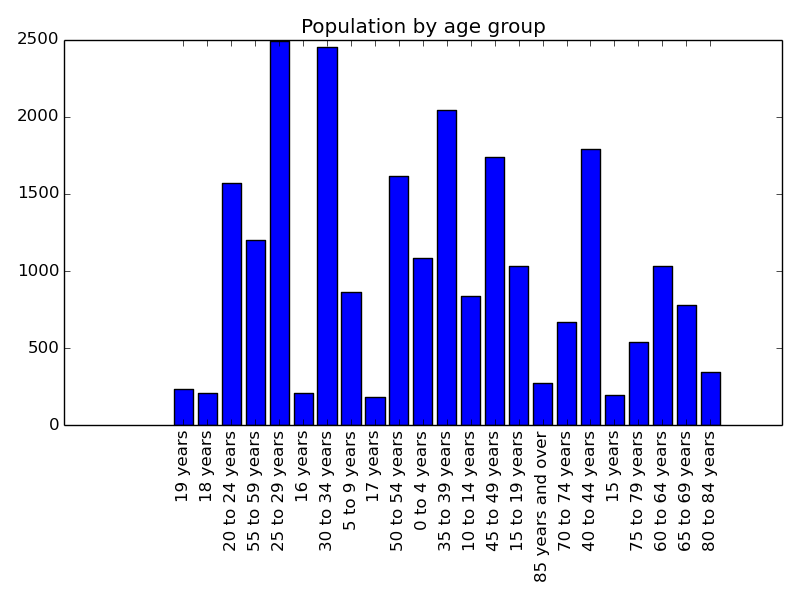 Population by age group
2500
2000
1500
1000
500
0
19 years
18 years
20 to 24 years
55 to 59 years
25 to 29 years
16 years
30 to 34 years
5 to 9 years
17 years
50 to 54 years
0 to 4 years
35 to 39 years
10 to 14 years
45 to 49 years
15 to 19 years
85 years and over
70 to 74 years
40 to 44 years
15 years
75 to 79 years
60 to 64 years
65 to 69 years
80 to 84 years